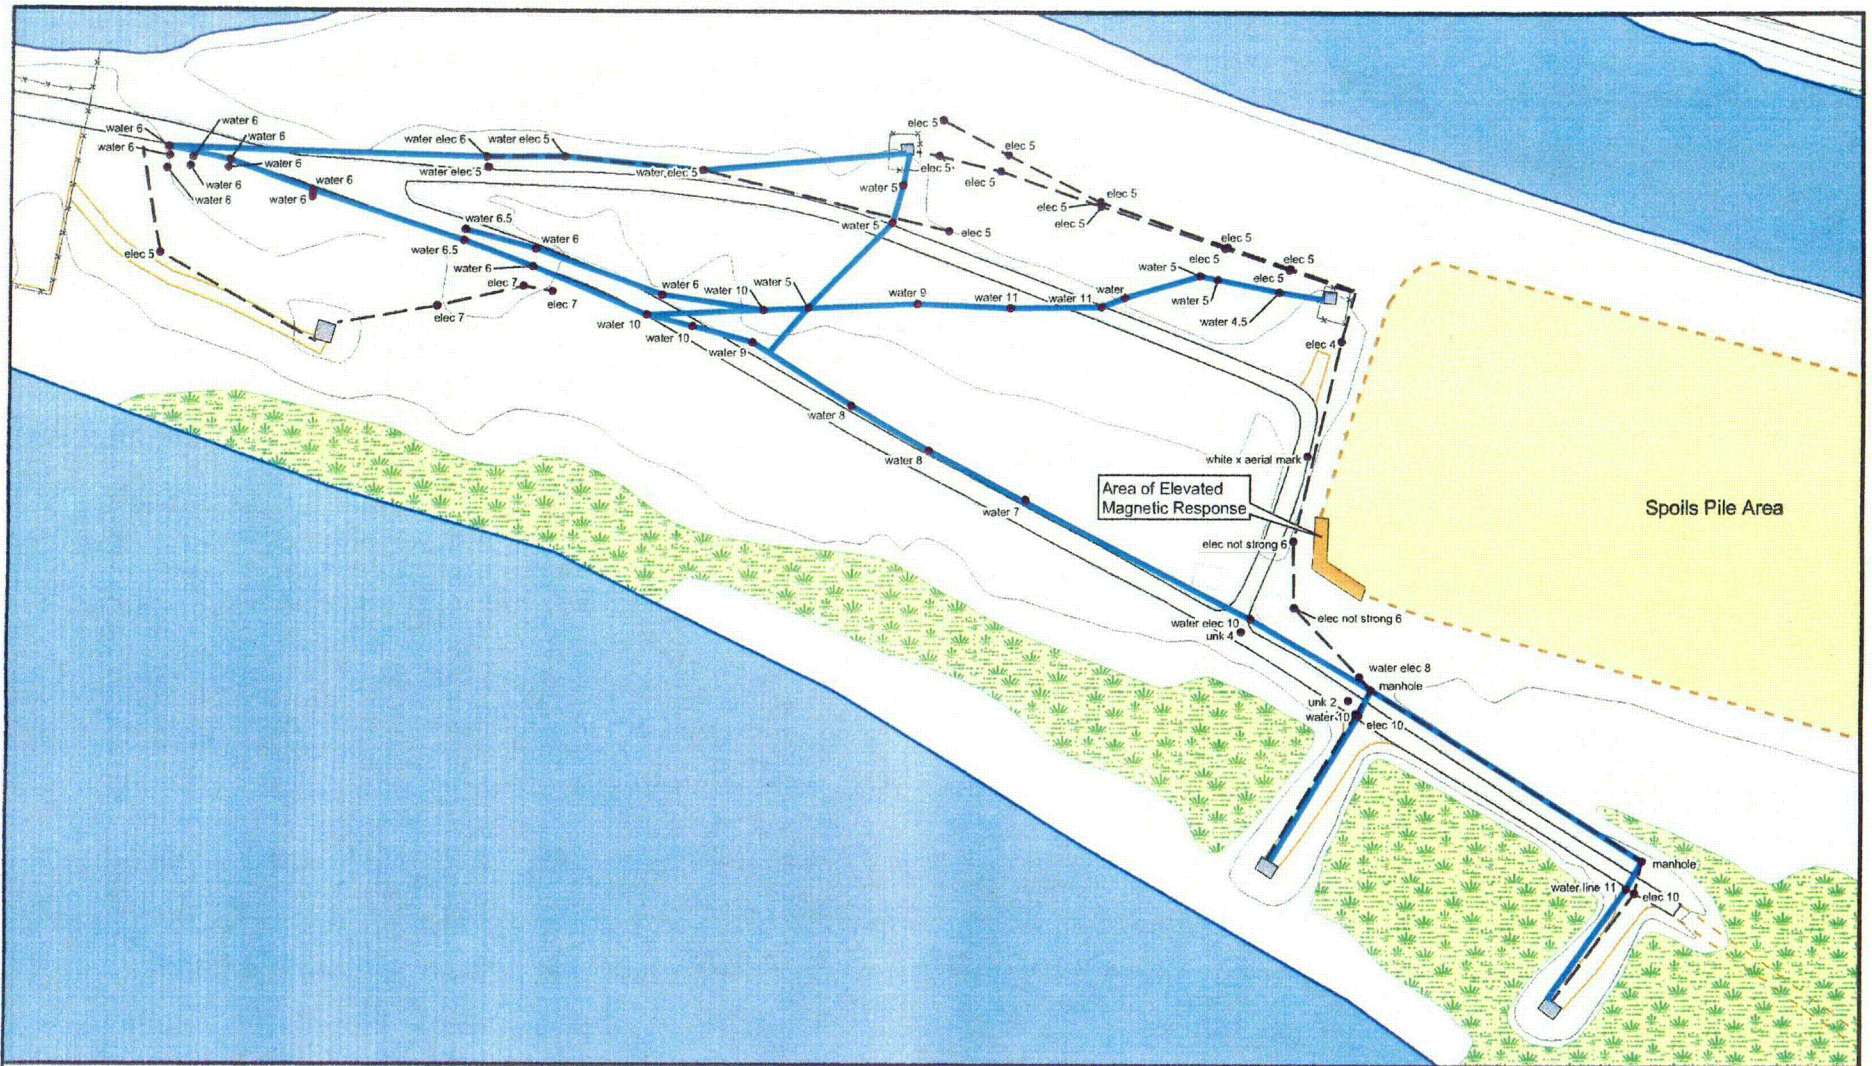 water 6
water 6
water 6
water 6
water 6
water 6
water 6
water 6
water 6
water elec 6
water elec 5
water elec 5
water elec 5
elec 5
elec 5
elec 5
elec 5
water 5
water 5
elec 5
elec 5
elec 5
elec 5
elec 5
elec 5
elec 5
elec 5
water 6.5
water 6.5
water 6
water 6
elec 5
elec 7
elec 7
elec 7
water 6
water 10
water 5
water 9
water 11
water 11
water
water 5
water 5
water 4.5
elec 4
water 10
water 10
water 9
water 8
water 8
water 7
white x aerial mark
Area of Elevated
Magnetic Response
Spoils Pile Area
elec not strong 6
elec not strong 6
water elec 10
unk 4
water elec 8
manhole
unk 2
water 10
elec 10
manhole
water line 11
elec 10